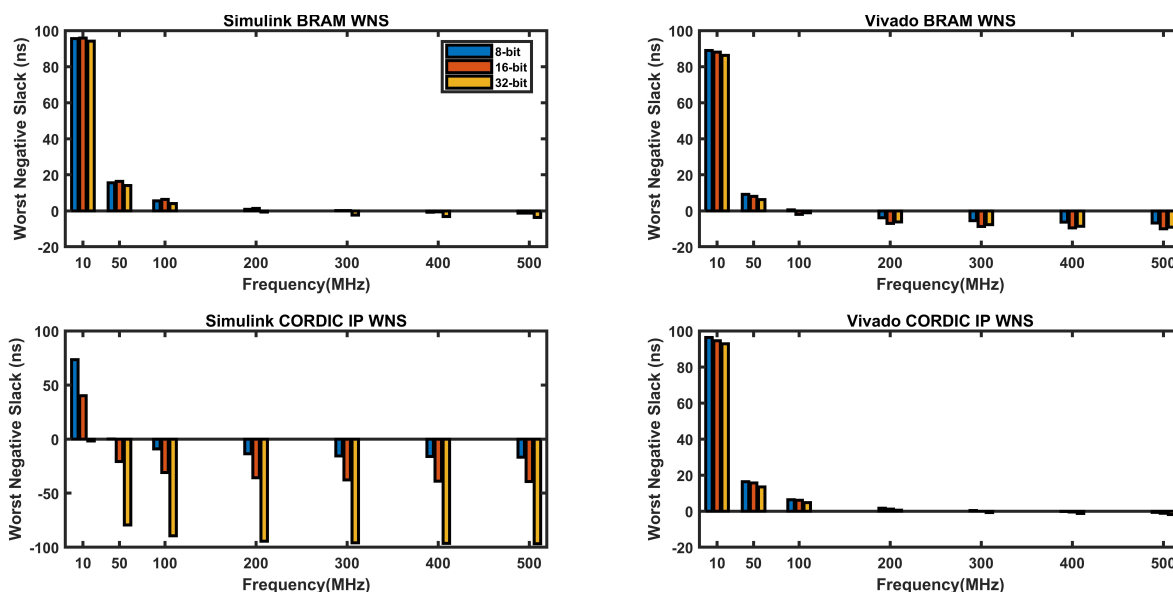 Simulink BRAM WNS
Worst Negative Slack (ns)
100
80
60
40
20
0
-20
8-bit
16-bit
32-bit
10 50 100 200 300 400 500
Frequency(MHz)
Vivado BRAM WNS
Worst Negative Slack (ns)
100
80
60
40
20
0
-20
10 50 100 200 300 400 500
Frequency(MHz)
Simulink CORDIC IP WNS
Worst Negative Slack (ns)
100
50
0
-50
-100
10 50 100 200 300 400 500
Frequency(MHz)
Vivado CORDIC IP WNS
Worst Negative Slack (ns)
100
80
60
40
20
0
-20
10 50 100 200 300 400 500
Frequency(MHz)